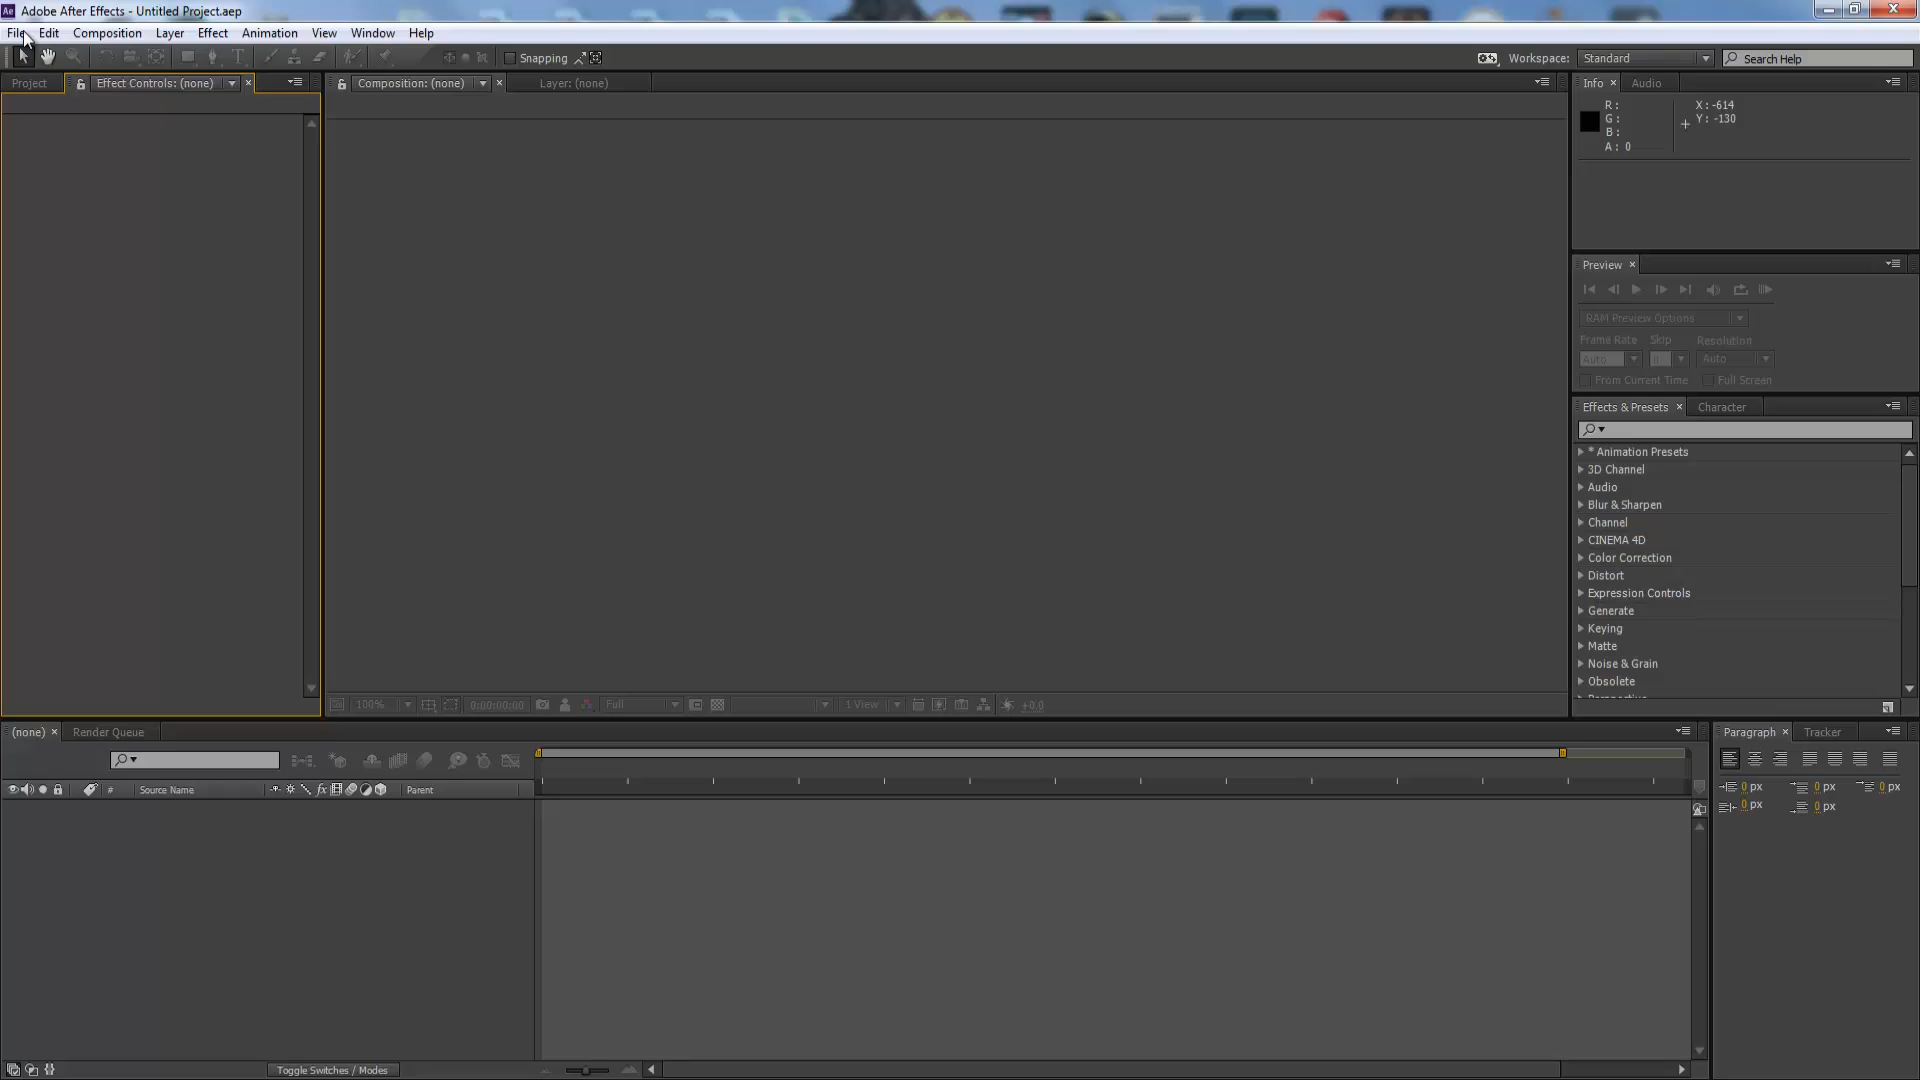 Adobe After Effects - Untitled Project.aep
File Edit Composition Layer Effect Animation View Window Help
Snapping
Workspace: Standard Search Help
Project Effect Controls: (none)
Composition: (none) Layer: (none)
Info Audio
R :
G :
B :
A : 0
X : -614
Y : -130
Preview
RAM Preview Options
Frame Rate Skip Resolution
Auto 0 Auto
From Current Time Full Screen
Effects & Presets Character
* Animation Presets
3D Channel
Audio
Blur & Sharpen
Channel
CINEMA 4D
Color Correction
Distort
Expression Controls
Generate
Keying
Matte
Noise & Grain
Obsolete
Perspective
100% 0:00:00:00 Full 1 View +0.0
(none) Render Queue
# Source Name fx Parent
Toggle Switches / Modes
Paragraph Tracker
0 px 0 px 0 px
0 px 0 px